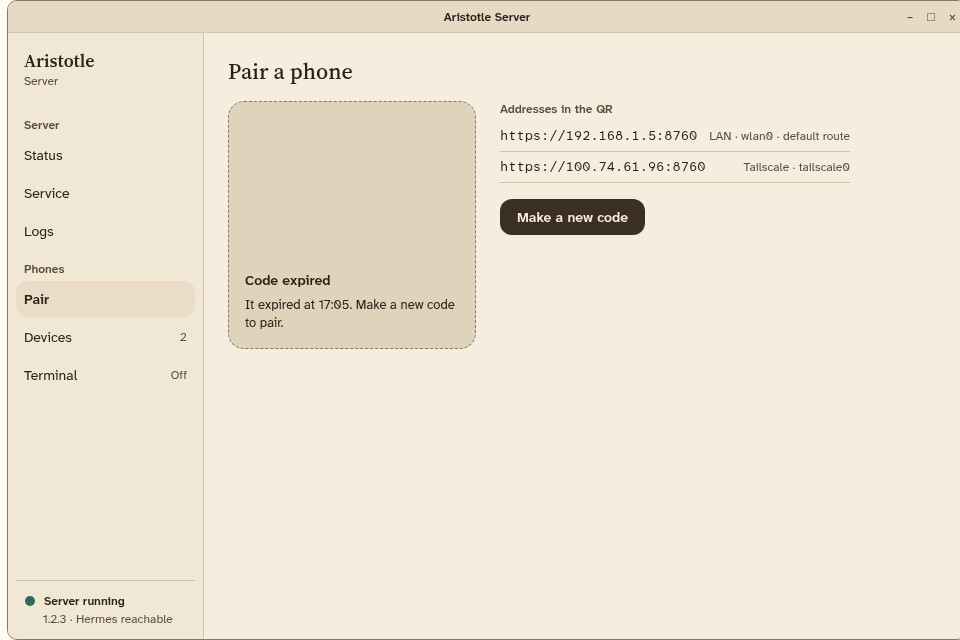 Aristotle Server
Aristotle
Server
Server
Status
Service
Logs
Phones
Pair
Devices 2
Terminal Off
Server running
1.2.3 · Hermes reachable
Pair a phone
Code expired
It expired at 17:05. Make a new code
to pair.
Addresses in the QR
https://192.168.1.5:8760 LAN · wlan0 · default route
https://100.74.61.96:8760 Tailscale · tailscale0
Make a new code